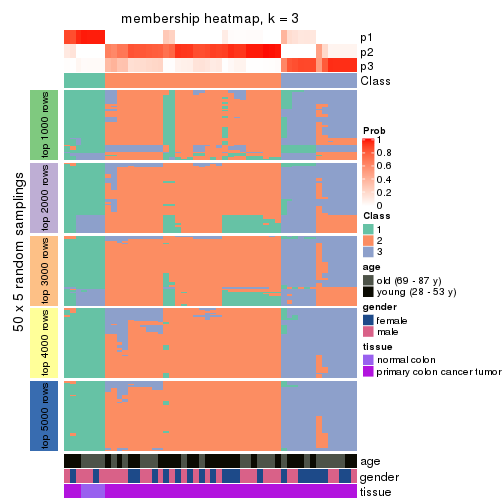 membership heatmap, k = 3
p1
p2
p3
Class
50 x 5 random samplings
top 1000 rows
top 2000 rows
top 3000 rows
top 4000 rows
top 5000 rows
Prob
1
0.8
0.6
0.4
0.2
0
Class
1
2
3
age
old (69 - 87 y)
young (28 - 53 y)
gender
female
male
tissue
normal colon
primary colon cancer tumor
age
gender
tissue